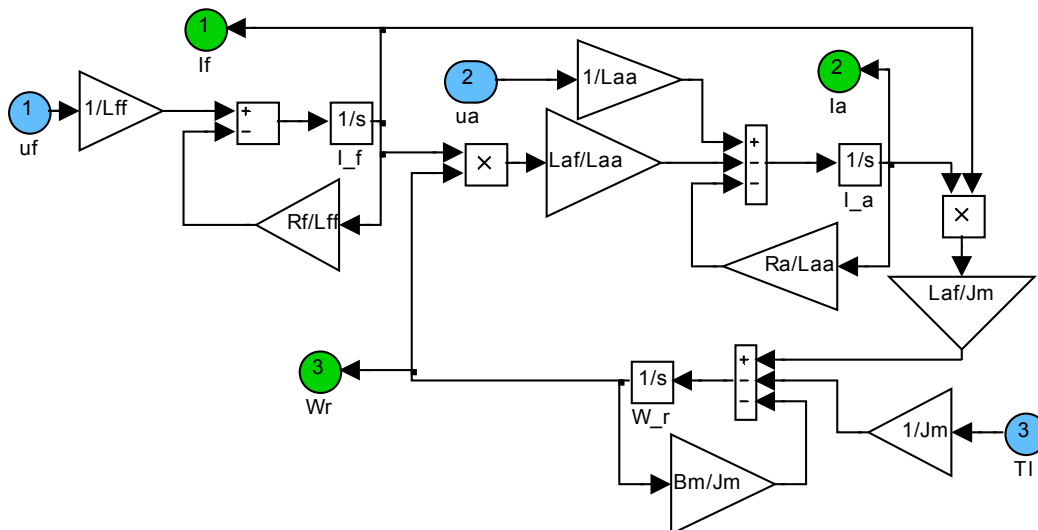 1
If
1
uf
1/Lff
+
−
1/s
I_f
Rf/Lff
2
ua
1/Laa
×
Laf/Laa
+
−
−
1/s
I_a
2
Ia
Ra/Laa
×
Laf/Jm
3
Wr
1/s
W_r
+
−
−
Bm/Jm
1/Jm
3
Tl